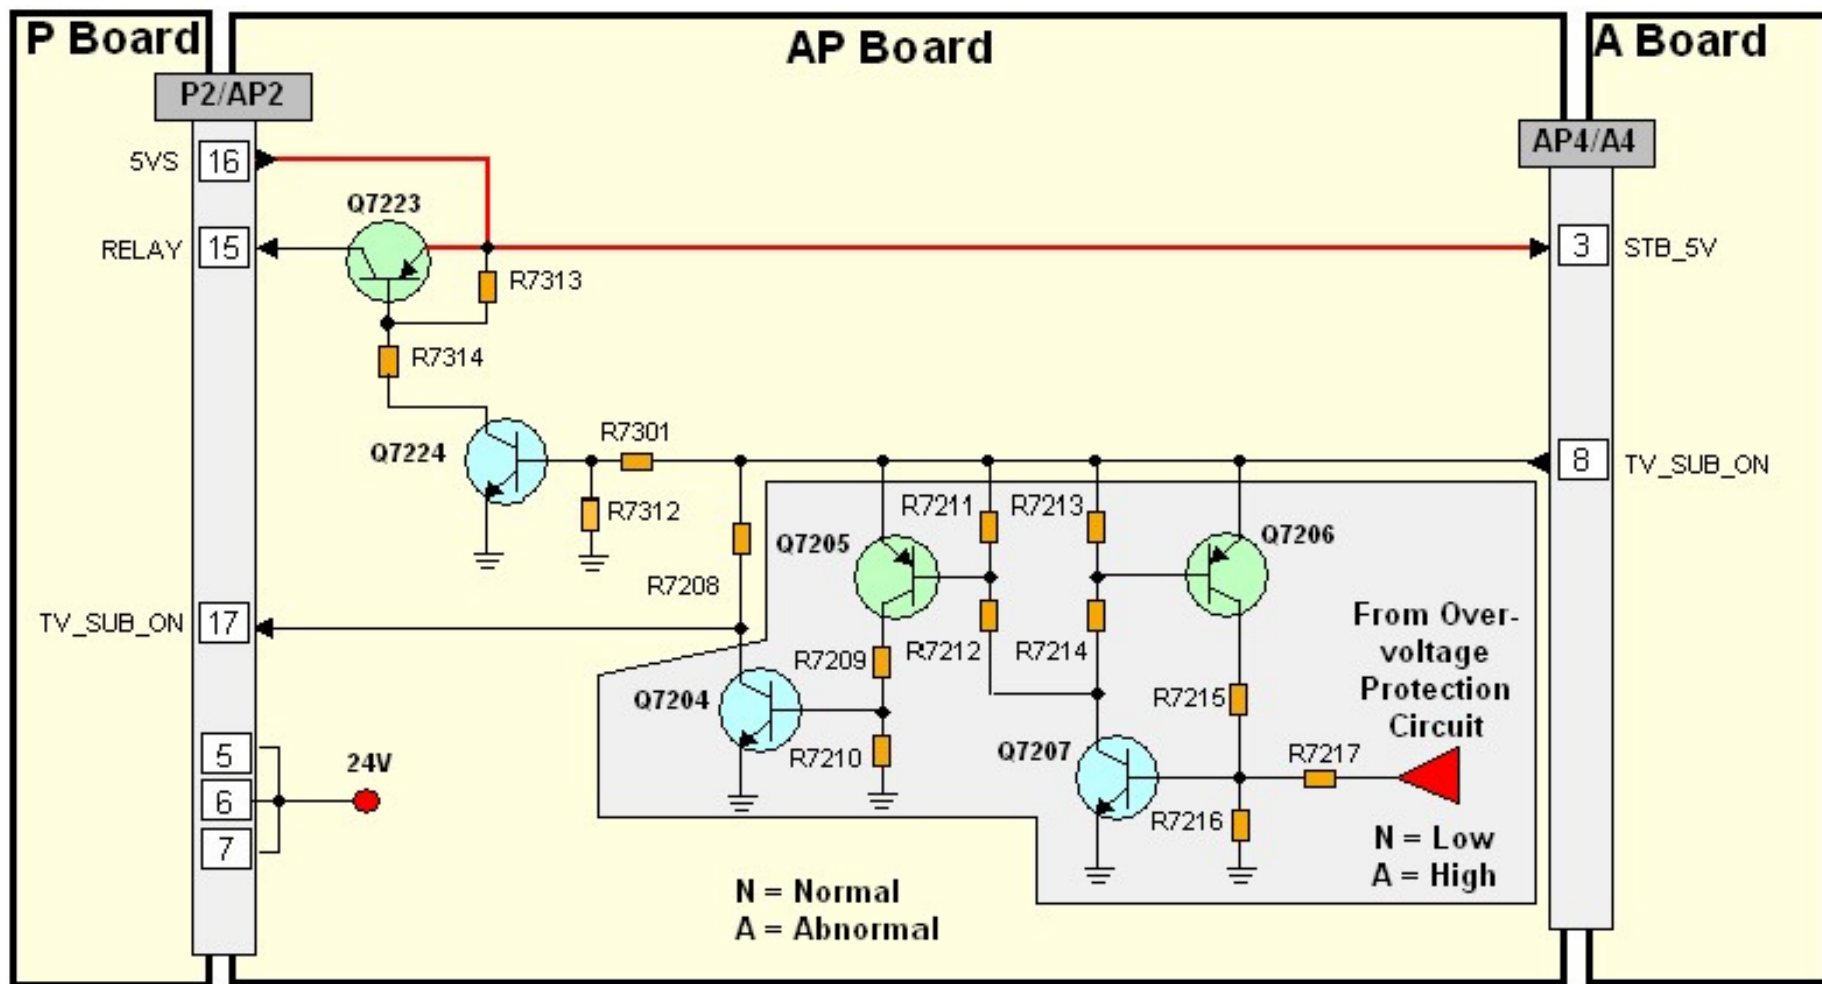 P Board
AP Board
A Board
P2/AP2
AP4/A4
5VS
16
Q7223
RELAY
15
3
STB_5V
R7313
R7314
R7301
Q7224
8
TV_SUB_ON
R7312
R7211
R7213
Q7205
Q7206
R7208
TV_SUB_ON
17
From Over-
voltage
Protection
Circuit
R7209
R7212
R7214
Q7204
R7215
5
24V
R7210
Q7207
R7217
6
R7216
7
N = Low
A = High
N = Normal
A = Abnormal